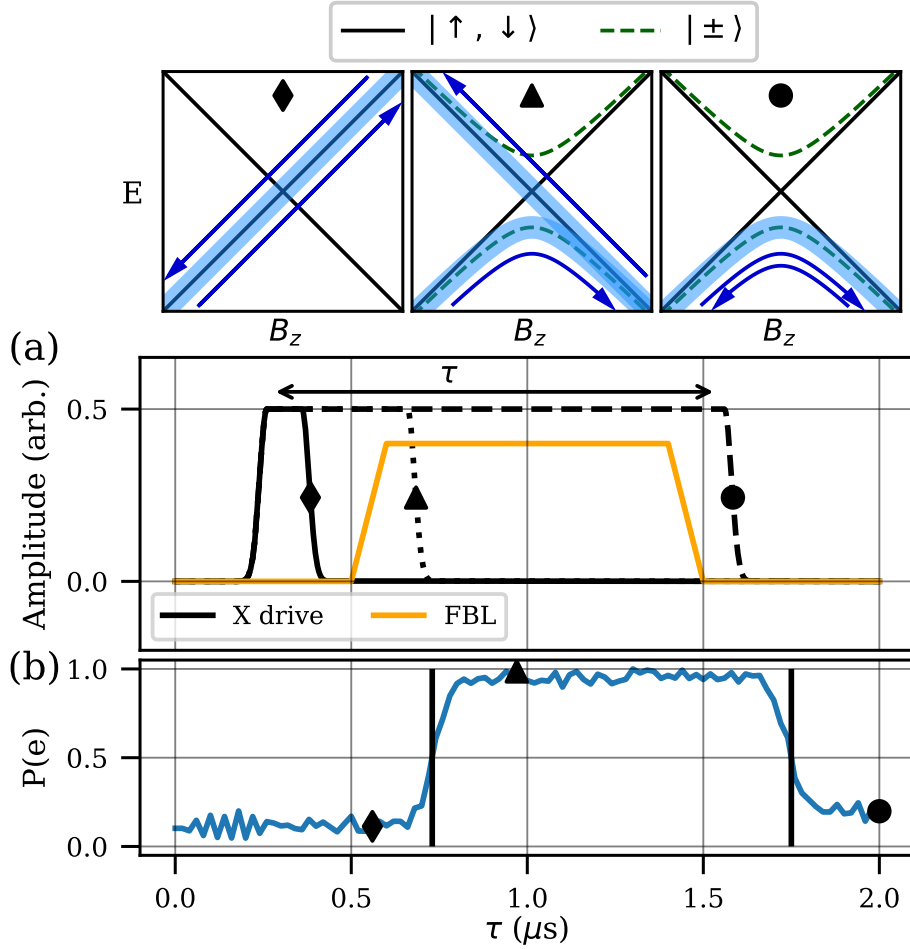 | ↑ , ↓ ⟩ | ± ⟩
E
B_z B_z B_z
(a)
τ
Amplitude (arb.)
0.5
0.0
X drive FBL
(b)
P(e)
1.0
0.5
0.0
0.0 0.5 1.0 1.5 2.0
τ (μs)